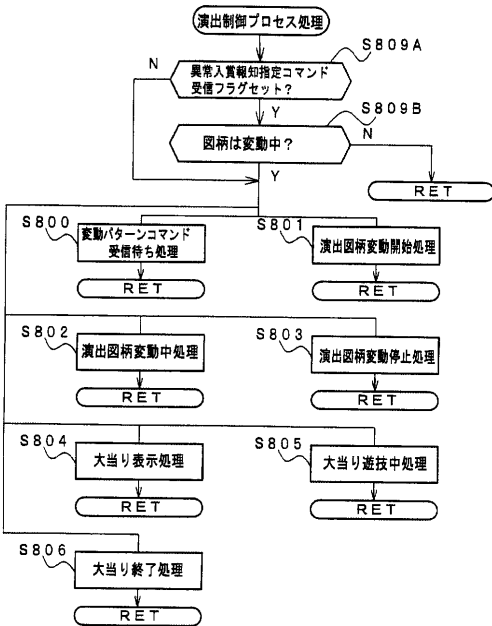 演出制御プロセス処理
S809A
N
異常入賞報知指定コマンド
受信フラグセット？
Y
S809B
図柄は変動中？
N
Y
RET
S800
変動パターンコマンド
受信待ち処理
S801
演出図柄変動開始処理
RET
RET
S802
演出図柄変動中処理
S803
演出図柄変動停止処理
RET
RET
S804
大当り表示処理
S805
大当り遊技中処理
RET
RET
S806
大当り終了処理
RET